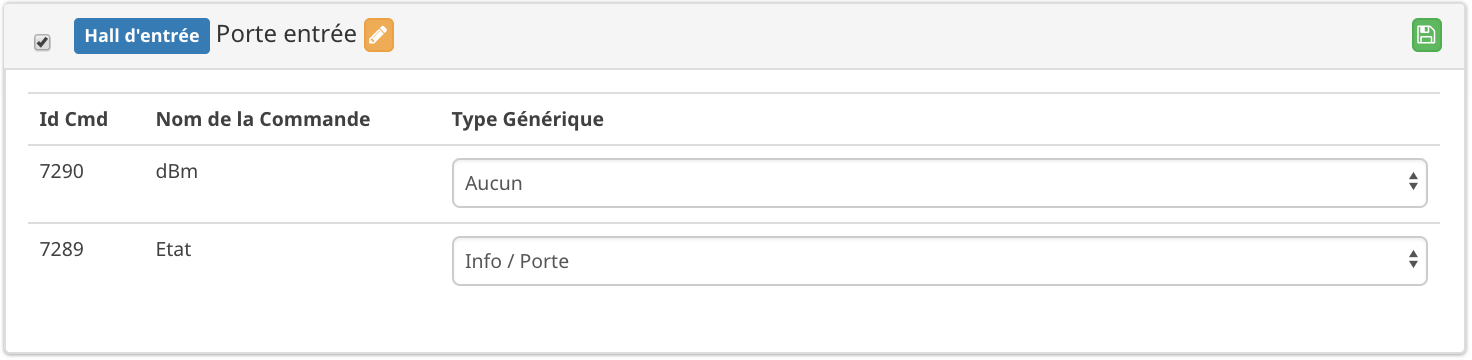 Hall d'entrée Porte entrée
Id Cmd Nom de la Commande Type Générique
7290 dBm Aucun
7289 Etat Info / Porte